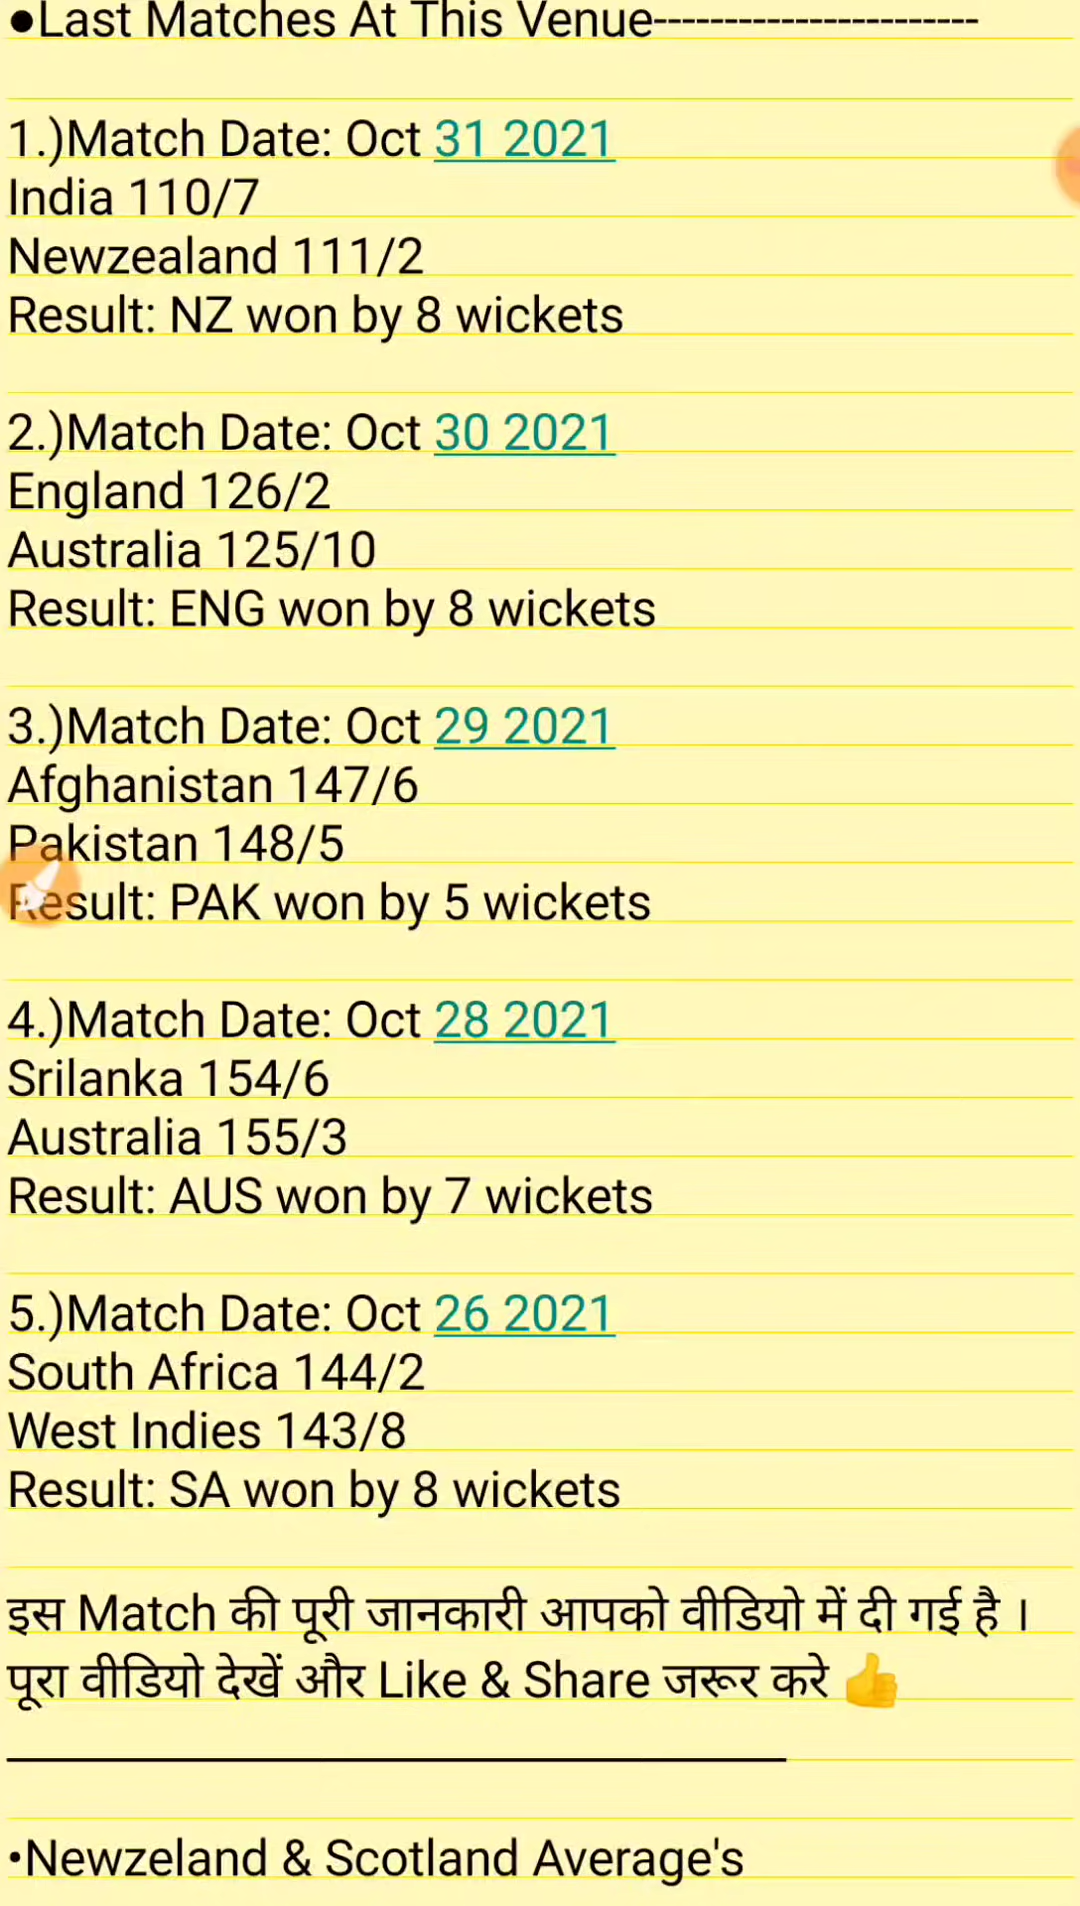 ●Last Matches At This Venue-----------------------
1.)Match Date: Oct 31 2021
India 110/7
Newzealand 111/2
Result: NZ won by 8 wickets
2.)Match Date: Oct 30 2021
England 126/2
Australia 125/10
Result: ENG won by 8 wickets
3.)Match Date: Oct 29 2021
Afghanistan 147/6
Pakistan 148/5
Result: PAK won by 5 wickets
4.)Match Date: Oct 28 2021
Srilanka 154/6
Australia 155/3
Result: AUS won by 7 wickets
5.)Match Date: Oct 26 2021
South Africa 144/2
West Indies 143/8
Result: SA won by 8 wickets
इस Match की पूरी जानकारी आपको वीडियो में दी गई है ।
पूरा वीडियो देखें और Like & Share जरूर करे 👍
•Newzeland & Scotland Average's